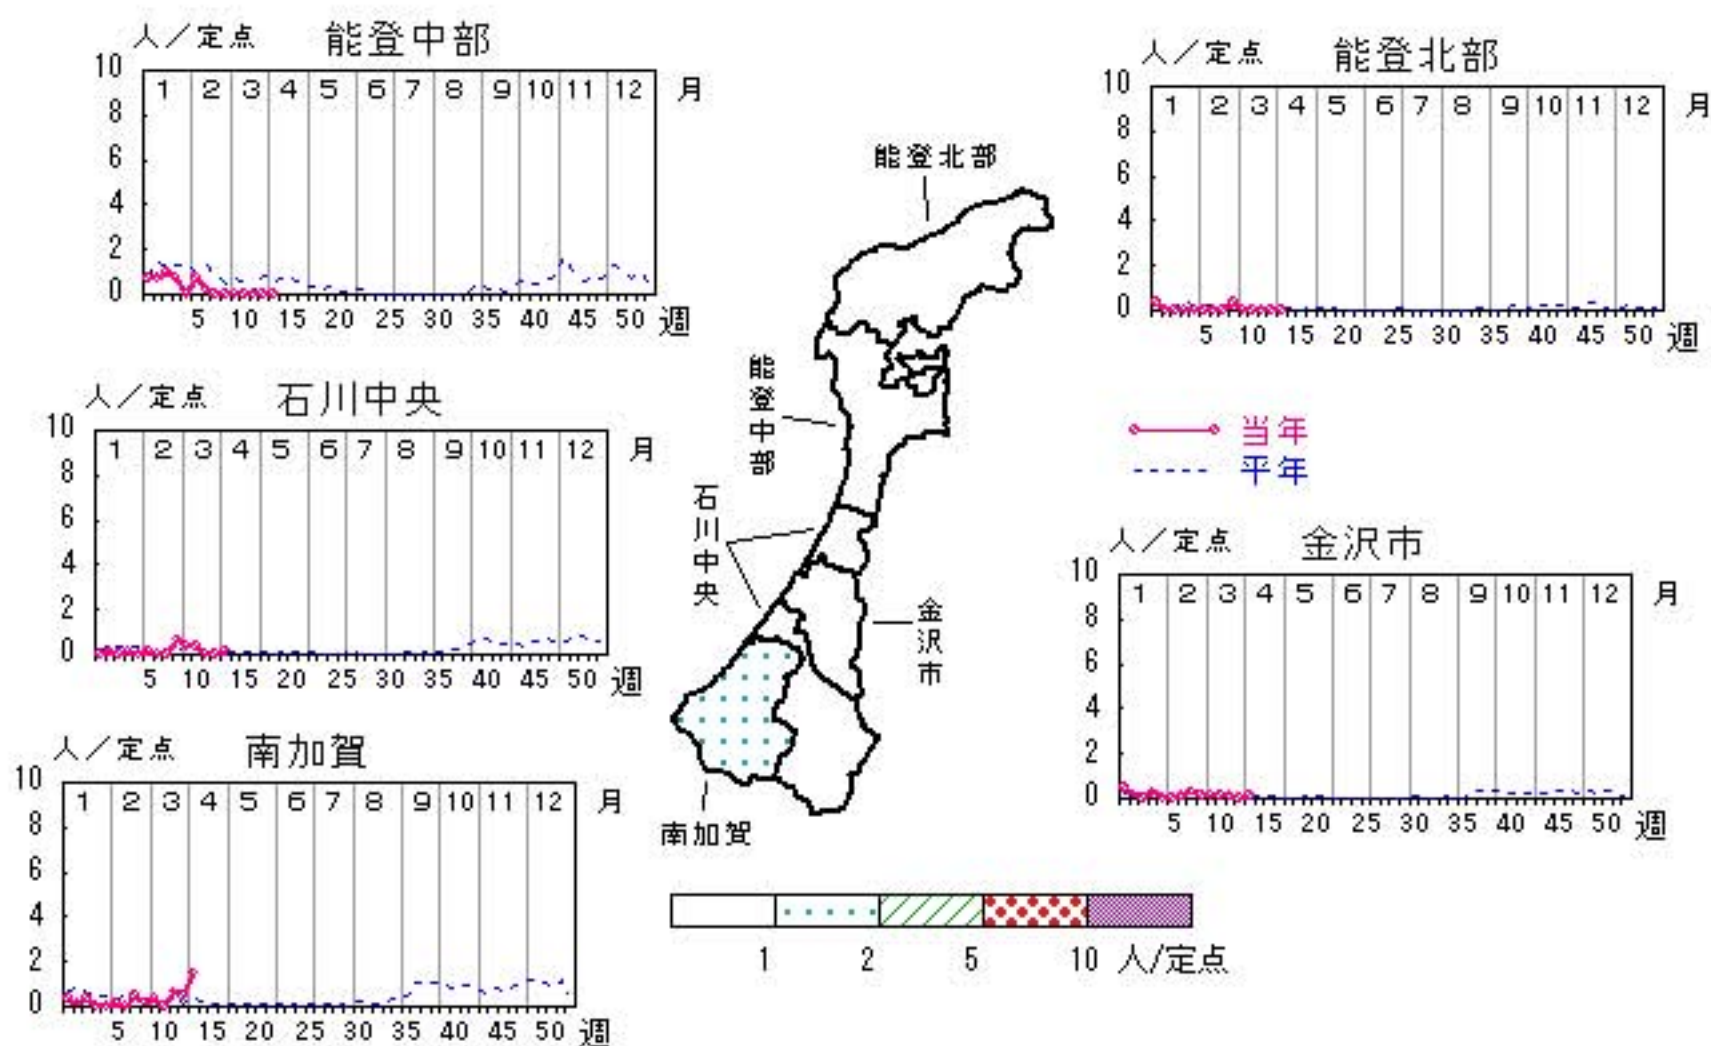 人／定点 能登中部
10 8 6 4 2 0
1 2 3 4 5 6 7 8 9 10 11 12 月
5 10 15 20 25 30 35 40 45 50 週
人／定点 能登北部
10 8 6 4 2 0
1 2 3 4 5 6 7 8 9 10 11 12 月
5 10 15 20 25 30 35 40 45 50 週
能登北部
能登中部
石川中央
金沢市
南加賀
人／定点 石川中央
10 8 6 4 2 0
1 2 3 4 5 6 7 8 9 10 11 12 月
5 10 15 20 25 30 35 40 45 50 週
当年
平年
人／定点 金沢市
10 8 6 4 2 0
1 2 3 4 5 6 7 8 9 10 11 12 月
5 10 15 20 25 30 35 40 45 50 週
人／定点 南加賀
10 8 6 4 2 0
1 2 3 4 5 6 7 8 9 10 11 12 月
5 10 15 20 25 30 35 40 45 50 週
1 2 5 10 人/定点